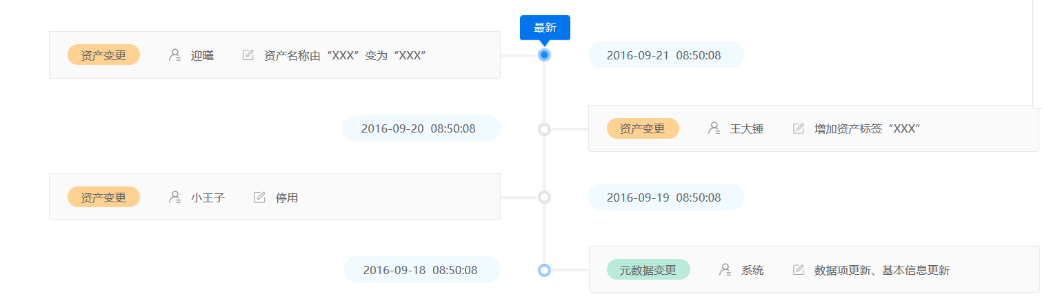 最新
资产变更 迎曦 资产名称由“XXX”变为“XXX” 2016-09-21 08:50:08
2016-09-20 08:50:08 资产变更 王大锤 增加资产标签“XXX”
资产变更 小王子 停用 2016-09-19 08:50:08
2016-09-18 08:50:08 元数据变更 系统 数据项更新、基本信息更新